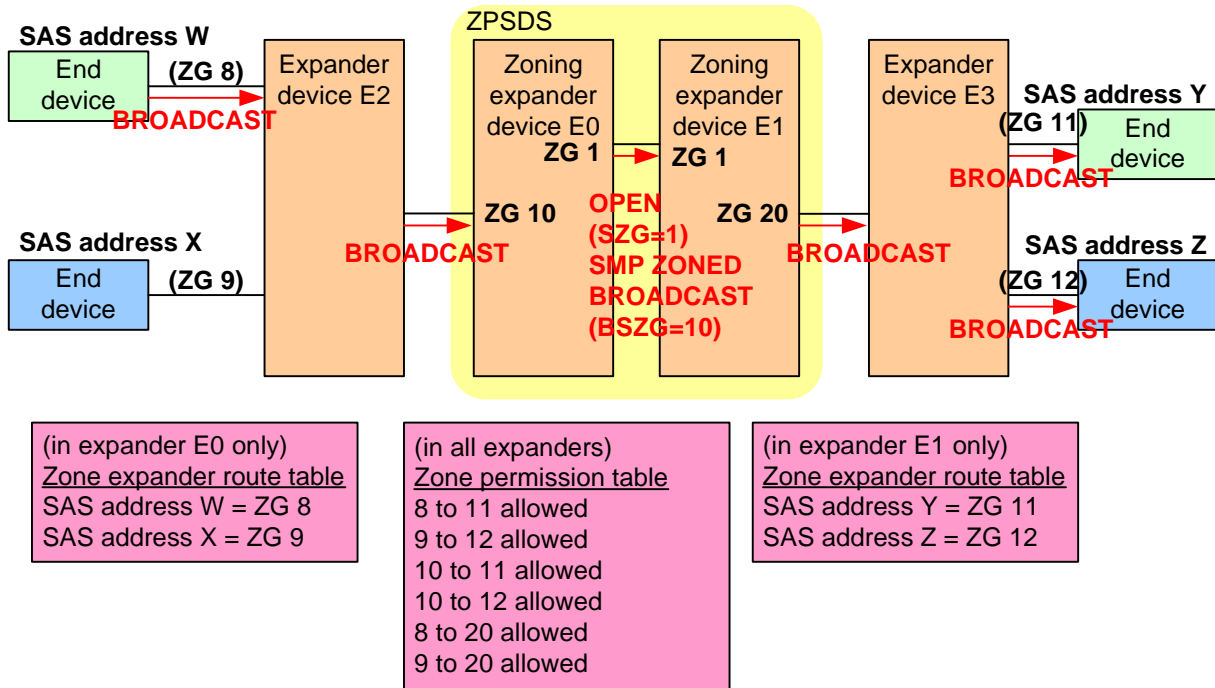 ZPSDS
SAS address W
End
device
(ZG 8)
BROADCAST
Expander
device E2
Zoning
expander
device E0
ZG 1
Zoning
expander
device E1
ZG 1
Expander
device E3
SAS address Y
(ZG 11)
End
device
BROADCAST
SAS address X
End
device
(ZG 9)
BROADCAST
ZG 10
OPEN
(SZG=1)
SMP ZONED
BROADCAST
(BSZG=10)
ZG 20
BROADCAST
SAS address Z
(ZG 12)
End
device
BROADCAST
(in expander E0 only)
Zone expander route table
SAS address W = ZG 8
SAS address X = ZG 9
(in all expanders)
Zone permission table
8 to 11 allowed
9 to 12 allowed
10 to 11 allowed
10 to 12 allowed
8 to 20 allowed
9 to 20 allowed
(in expander E1 only)
Zone expander route table
SAS address Y = ZG 11
SAS address Z = ZG 12